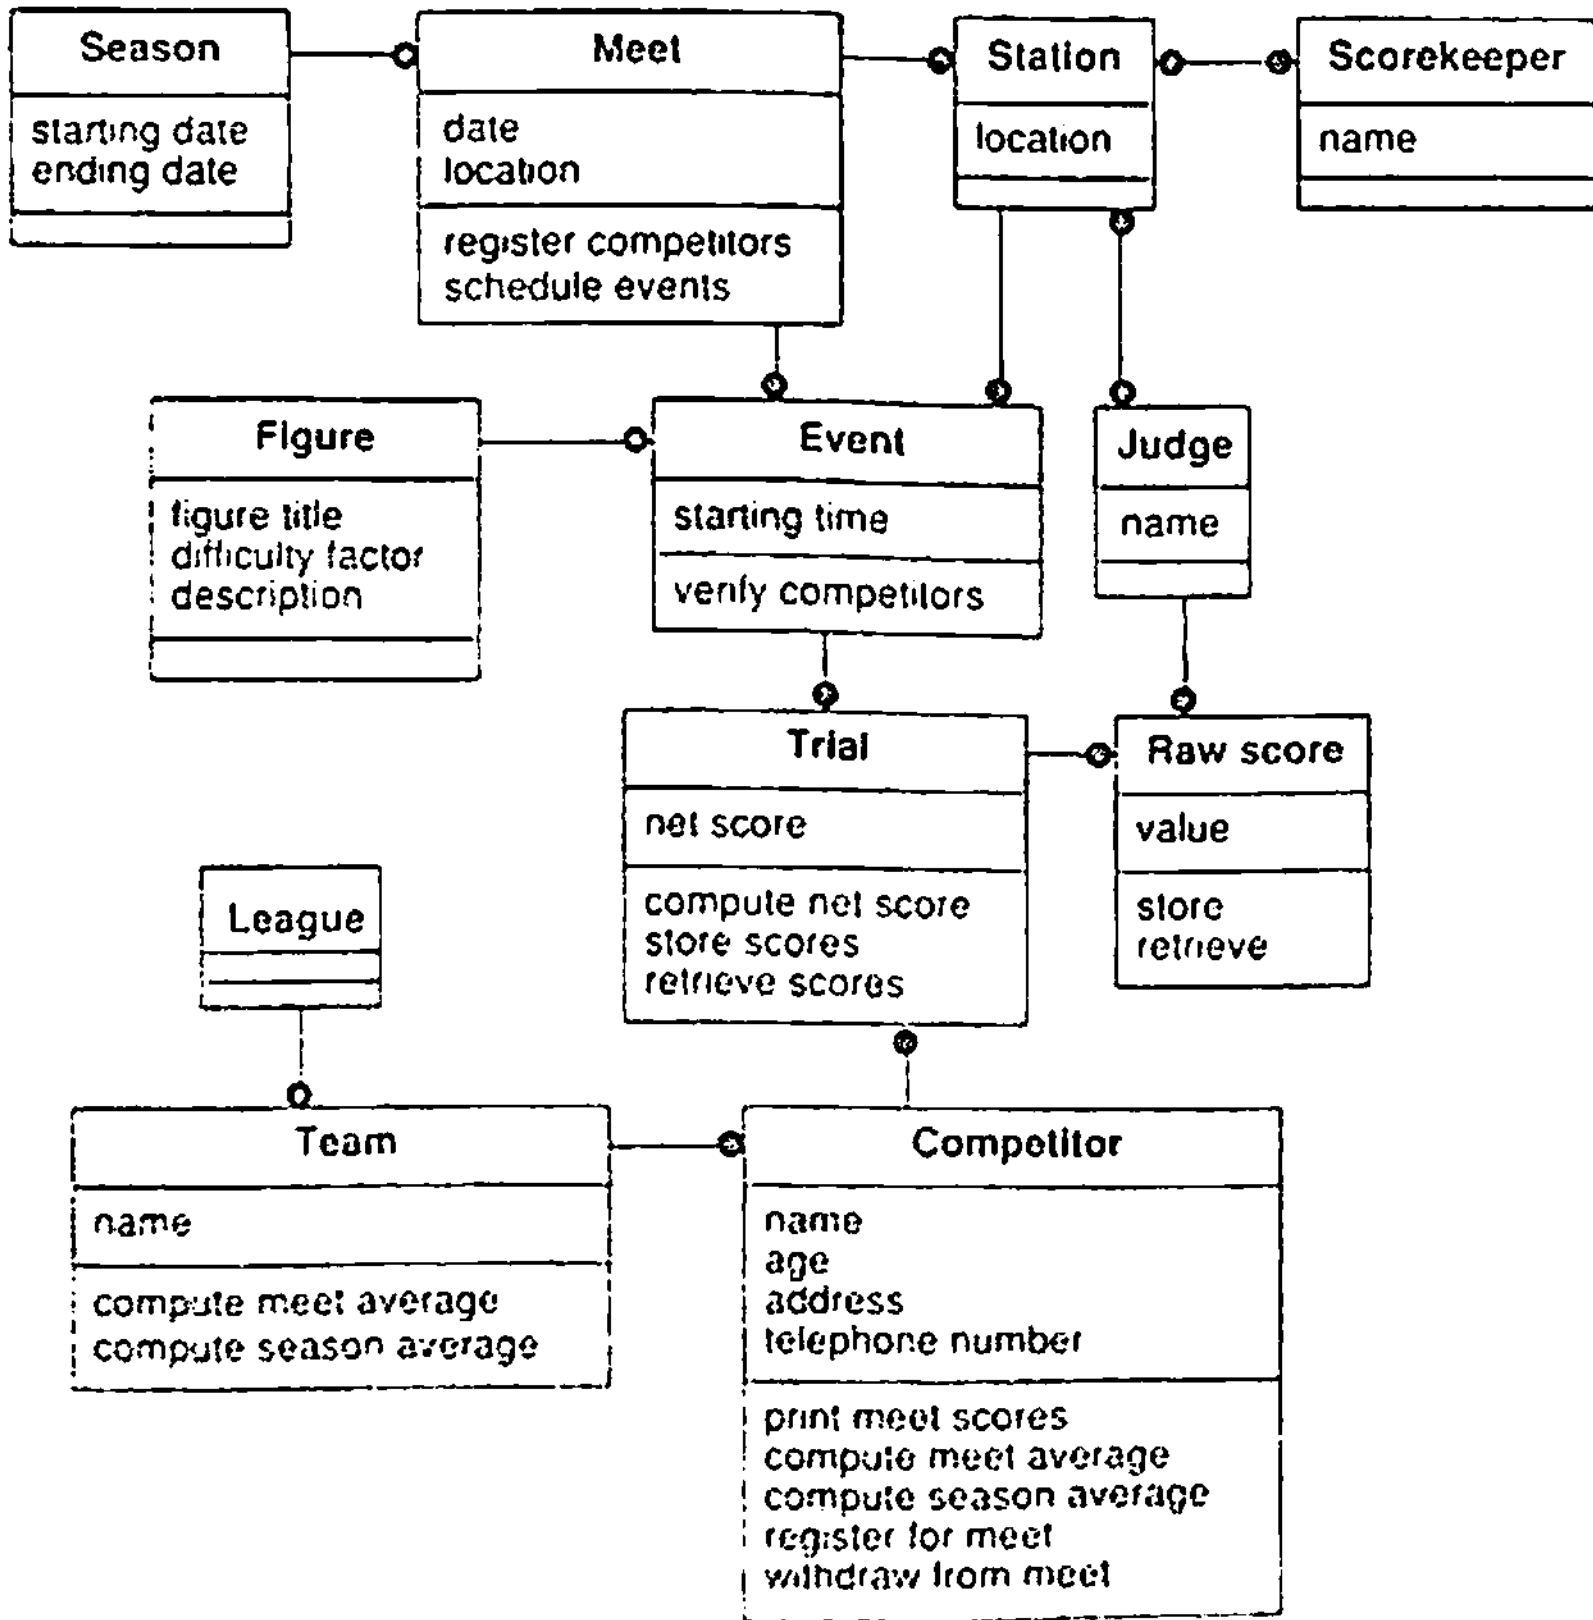 Season
starting date
ending date
Meet
date
location
register competitors
schedule events
Station
location
Scorekeeper
name
Figure
figure title
difficulty factor
description
Event
starting time
verify competitors
Judge
name
Trial
net score
compute net score
store scores
retrieve scores
Raw score
value
store
retrieve
League
Team
name
compute meet average
compute season average
Competitor
name
age
address
telephone number
print meet scores
compute meet average
compute season average
register for meet
withdraw from meet